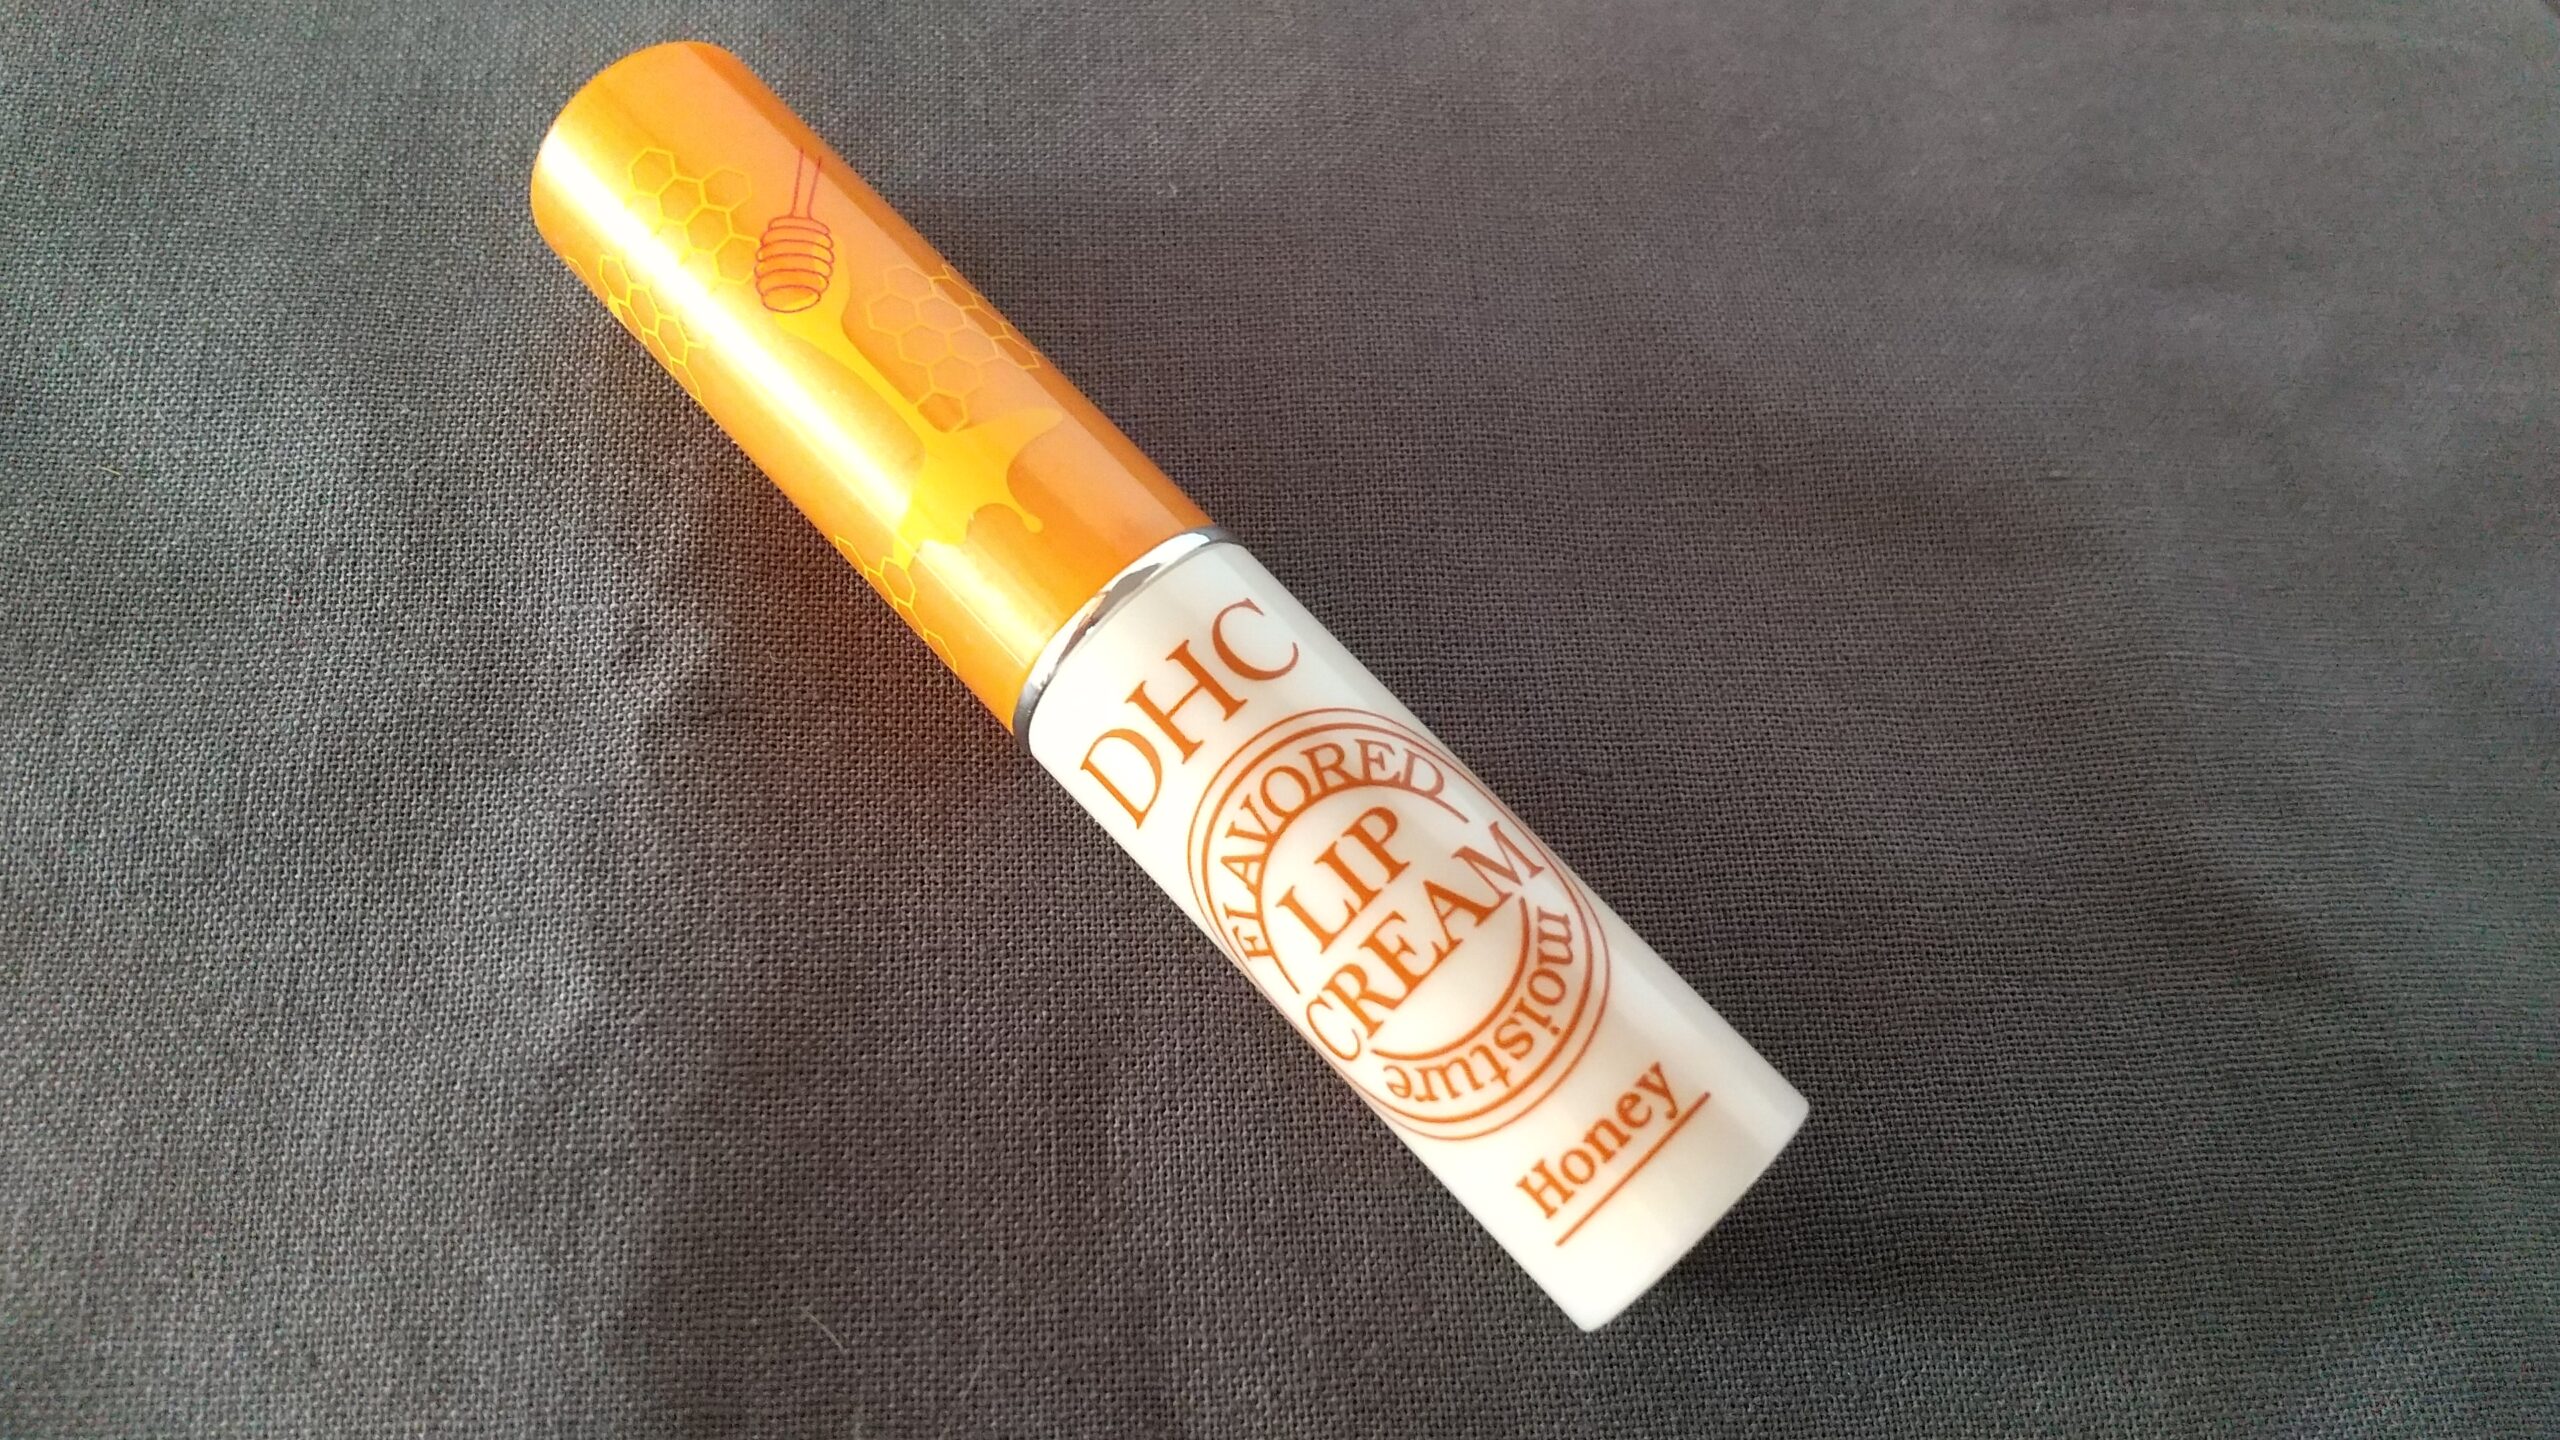 DHC
FLAVORED
LIP
CREAM
moisture
Honey